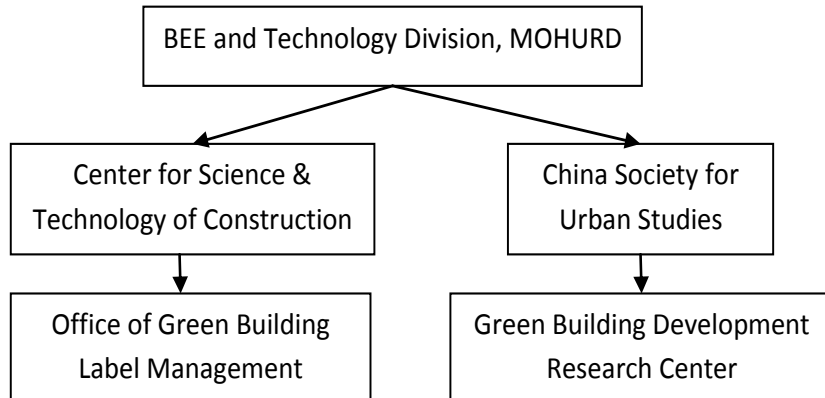 BEE and Technology Division, MOHURD
Center for Science &
Technology of Construction
China Society for
Urban Studies
Office of Green Building
Label Management
Green Building Development
Research Center